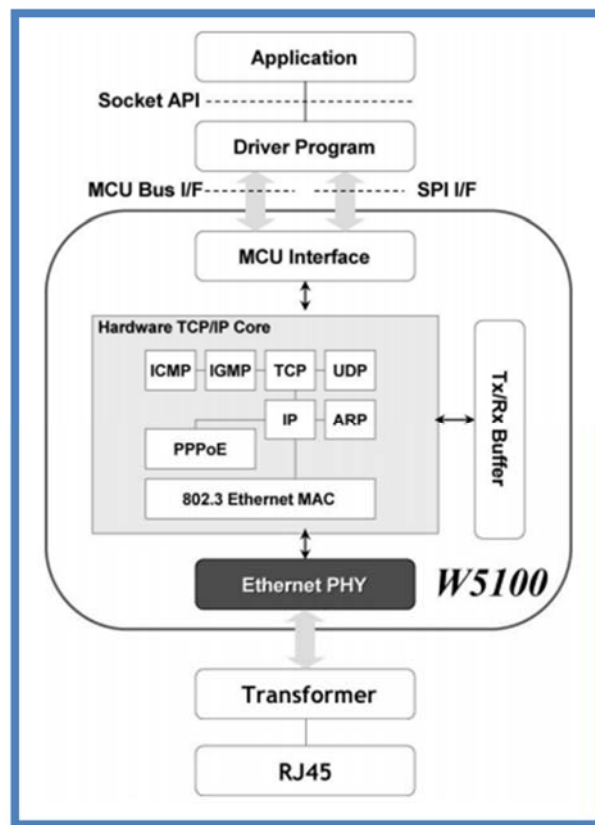 Application
Socket API
Driver Program
MCU Bus I/F
SPI I/F
MCU Interface
Hardware TCP/IP Core
ICMP
IGMP
TCP
UDP
IP
ARP
PPPoE
802.3 Ethernet MAC
Tx/Rx Buffer
Ethernet PHY
W5100
Transformer
RJ45